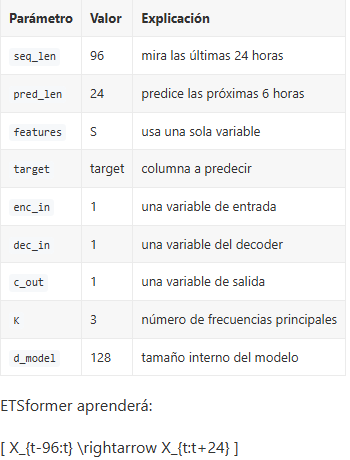 Parámetro Valor Explicación
seq_len 96 mira las últimas 24 horas
pred_len 24 predice las próximas 6 horas
features S usa una sola variable
target target columna a predecir
enc_in 1 una variable de entrada
dec_in 1 una variable del decoder
c_out 1 una variable de salida
K 3 número de frecuencias principales
d_model 128 tamaño interno del modelo
ETSformer aprenderá:
[ X_{t-96:t} \rightarrow X_{t:t+24} ]